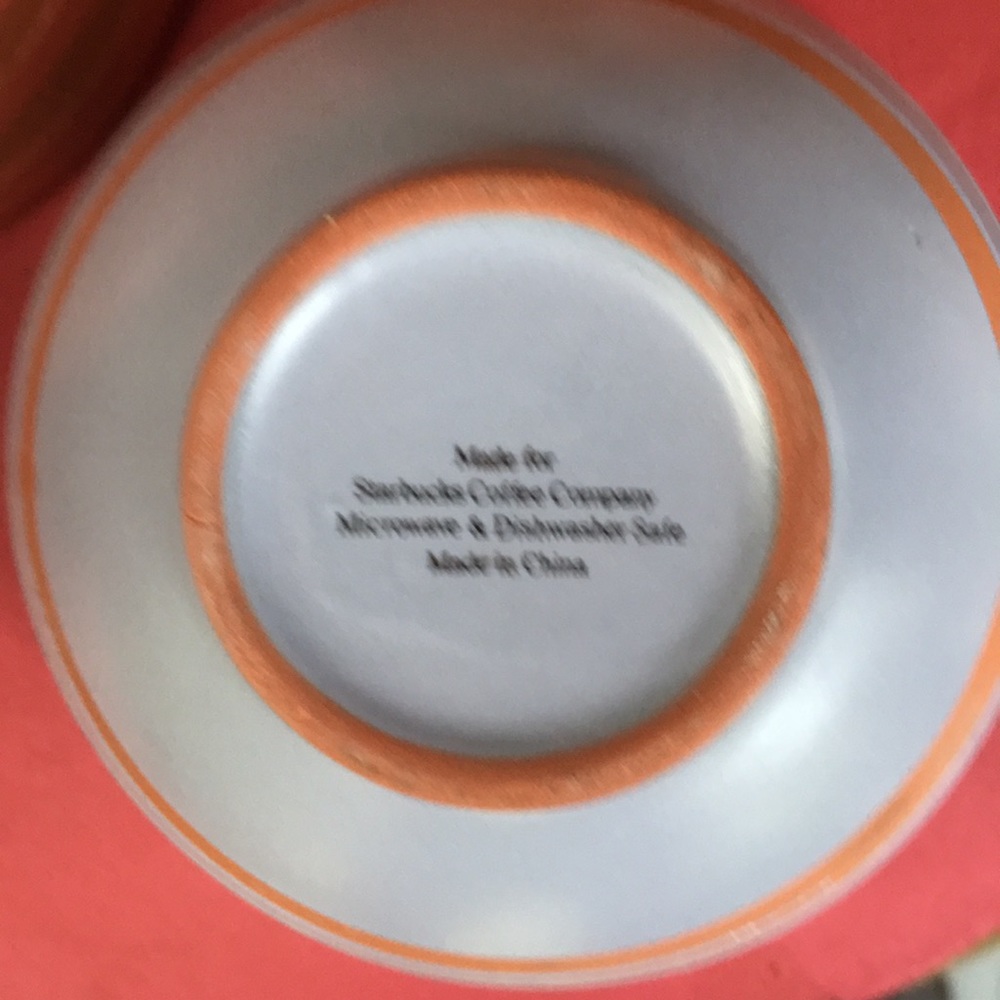 Made for
Starbucks Coffee Company
Microwave & Dishwasher Safe
Made in China